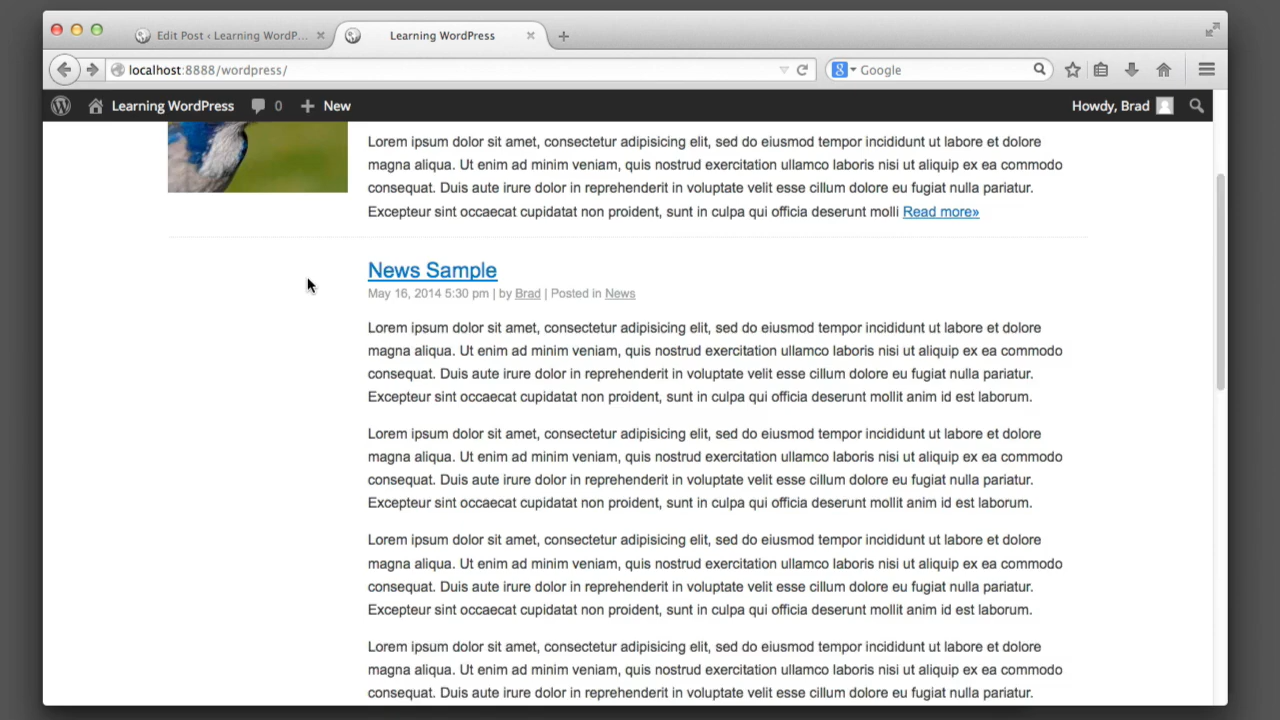 Edit Post ‹ Learning WordP...
Learning WordPress
localhost:8888/wordpress/
Google
Learning WordPress
0
New
Howdy, Brad
Lorem ipsum dolor sit amet, consectetur adipisicing elit, sed do eiusmod tempor incididunt ut labore et dolore
magna aliqua. Ut enim ad minim veniam, quis nostrud exercitation ullamco laboris nisi ut aliquip ex ea commodo
consequat. Duis aute irure dolor in reprehenderit in voluptate velit esse cillum dolore eu fugiat nulla pariatur.
Excepteur sint occaecat cupidatat non proident, sunt in culpa qui officia deserunt molli Read more»
News Sample
May 16, 2014 5:30 pm | by Brad | Posted in News
Lorem ipsum dolor sit amet, consectetur adipisicing elit, sed do eiusmod tempor incididunt ut labore et dolore
magna aliqua. Ut enim ad minim veniam, quis nostrud exercitation ullamco laboris nisi ut aliquip ex ea commodo
consequat. Duis aute irure dolor in reprehenderit in voluptate velit esse cillum dolore eu fugiat nulla pariatur.
Excepteur sint occaecat cupidatat non proident, sunt in culpa qui officia deserunt mollit anim id est laborum.
Lorem ipsum dolor sit amet, consectetur adipisicing elit, sed do eiusmod tempor incididunt ut labore et dolore
magna aliqua. Ut enim ad minim veniam, quis nostrud exercitation ullamco laboris nisi ut aliquip ex ea commodo
consequat. Duis aute irure dolor in reprehenderit in voluptate velit esse cillum dolore eu fugiat nulla pariatur.
Excepteur sint occaecat cupidatat non proident, sunt in culpa qui officia deserunt mollit anim id est laborum.
Lorem ipsum dolor sit amet, consectetur adipisicing elit, sed do eiusmod tempor incididunt ut labore et dolore
magna aliqua. Ut enim ad minim veniam, quis nostrud exercitation ullamco laboris nisi ut aliquip ex ea commodo
consequat. Duis aute irure dolor in reprehenderit in voluptate velit esse cillum dolore eu fugiat nulla pariatur.
Excepteur sint occaecat cupidatat non proident, sunt in culpa qui officia deserunt mollit anim id est laborum.
Lorem ipsum dolor sit amet, consectetur adipisicing elit, sed do eiusmod tempor incididunt ut labore et dolore
magna aliqua. Ut enim ad minim veniam, quis nostrud exercitation ullamco laboris nisi ut aliquip ex ea commodo
consequat. Duis aute irure dolor in reprehenderit in voluptate velit esse cillum dolore eu fugiat nulla pariatur.